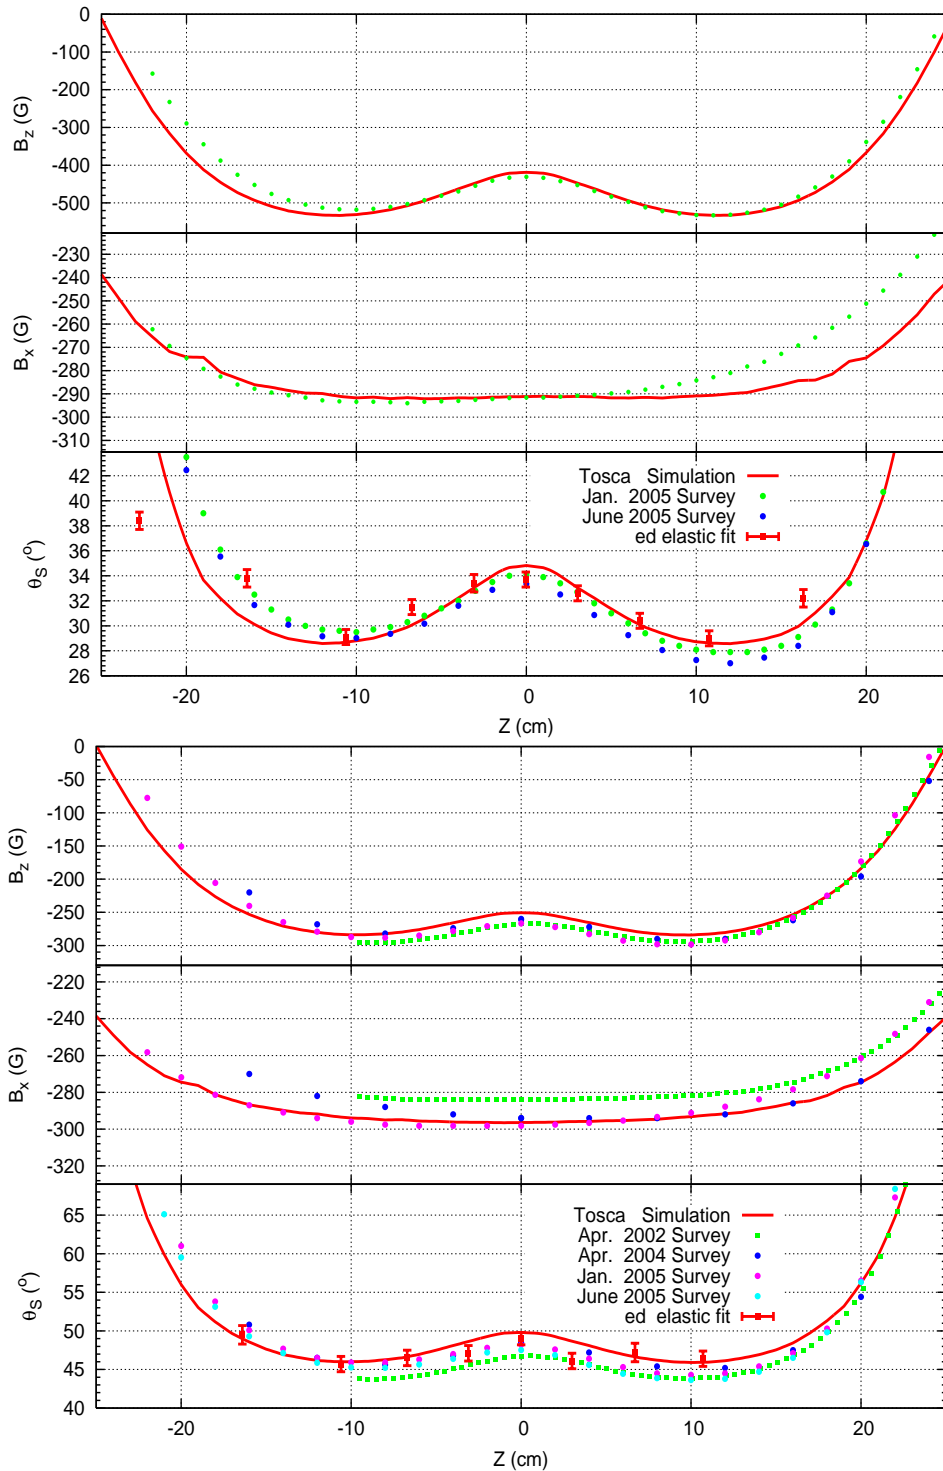 0
-100
-200
-300
-400
-500
B_z (G)
-230
-240
-250
-260
-270
-280
-290
-300
-310
B_x (G)
42
40
38
36
34
32
30
28
26
θ_S (°)
Tosca Simulation
Jan. 2005 Survey
June 2005 Survey
ed elastic fit
-20 -10 0 10 20
Z (cm)
0
-50
-100
-150
-200
-250
-300
B_z (G)
-220
-240
-260
-280
-300
-320
B_x (G)
65
60
55
50
45
40
θ_S (°)
Tosca Simulation
Apr. 2002 Survey
Apr. 2004 Survey
Jan. 2005 Survey
June 2005 Survey
ed elastic fit
-20 -10 0 10 20
Z (cm)